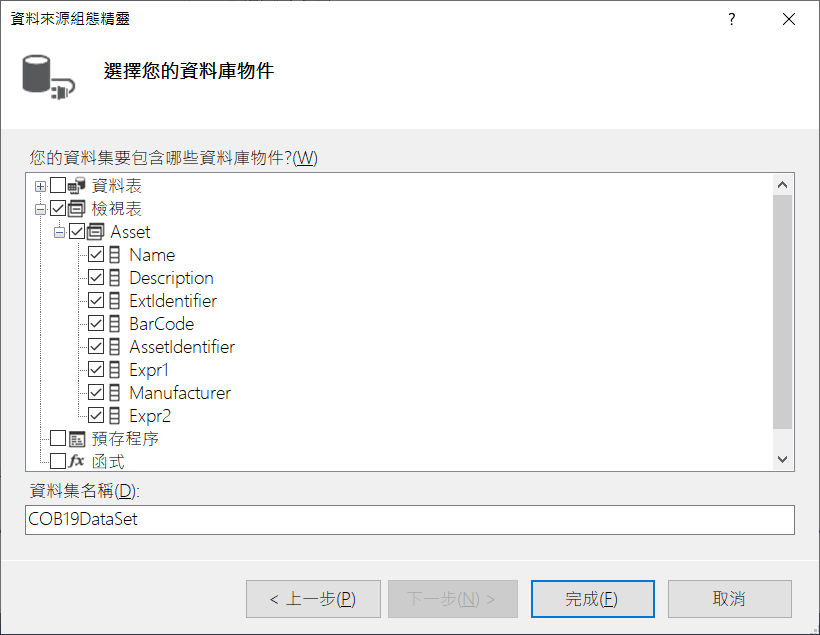 資料來源組態精靈 ?
選擇您的資料庫物件
您的資料集要包含哪些資料庫物件?(W)
資料表
檢視表
Asset
Name
Description
ExtIdentifier
BarCode
AssetIdentifier
Expr1
Manufacturer
Expr2
預存程序
fx 函式
資料集名稱(D):
COB19DataSet
< 上一步(P) 下一步(N) > 完成(F) 取消